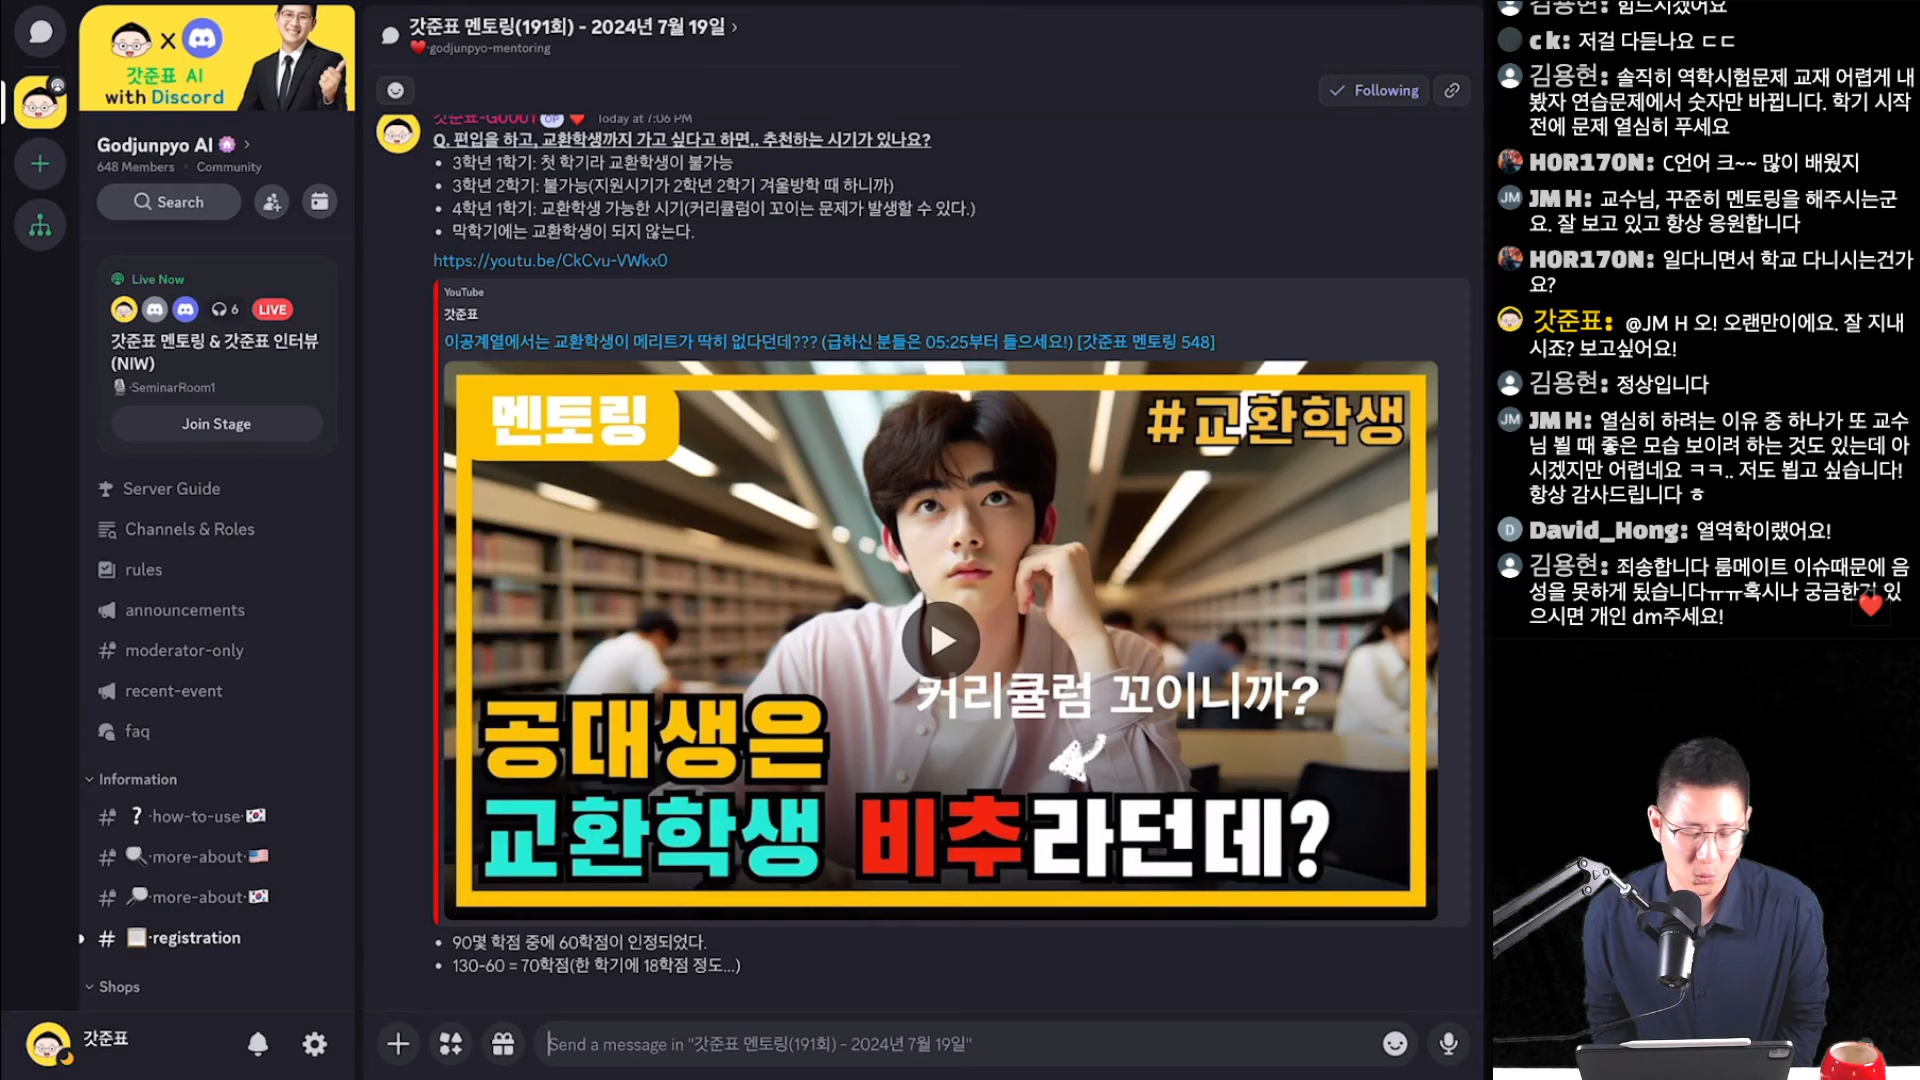 X
갓준표 AI
with Discord
Godjunpyo AI
648 Members • Community
Search
Live Now
6
LIVE
갓준표 멘토링 & 갓준표 인터뷰
(NIW)
SeminarRoom1
Join Stage
Server Guide
Channels & Roles
rules
announcements
moderator-only
recent-event
faq
Information
how-to-use
more-about
more-about
registration
Shops
갓준표
갓준표 멘토링(191회) - 2024년 7월 19일
godjunpyo-mentoring
Following
갓준표-G0001 OP Today at 7:06 PM
Q. 편입을 하고, 교환학생까지 가고 싶다고 하면.. 추천하는 시기가 있나요?
• 3학년 1학기: 첫 학기라 교환학생이 불가능
• 3학년 2학기: 불가능(지원시기가 2학년 2학기 겨울방학 때 하니까)
• 4학년 1학기: 교환학생 가능한 시기(커리큘럼이 꼬이는 문제가 발생할 수 있다.)
• 막학기에는 교환학생이 되지 않는다.
https://youtu.be/CkCvu-VWkx0
YouTube
갓준표
이공계열에서는 교환학생이 메리트가 딱히 없다던데??? (급하신 분들은 05:25부터 들으세요!) [갓준표 멘토링 548]
멘토링
#교환학생
커리큘럼 꼬이니까?
공대생은
교환학생 비추라던데?
• 90몇 학점 중에 60학점이 인정되었다.
• 130-60 = 70학점(한 학기에 18학점 정도...)
Send a message in "갓준표 멘토링(191회) - 2024년 7월 19일"
김용현: 힘드시겠어요
c k: 저걸 다듣나요 ㄷㄷ
김용현: 솔직히 역학시험문제 교재 어렵게 내
봤자 연습문제에서 숫자만 바뀝니다. 학기 시작
전에 문제 열심히 푸세요
H0R170N: C언어 크~~ 많이 배웠지
JM JM H: 교수님, 꾸준히 멘토링을 해주시는군
요. 잘 보고 있고 항상 응원합니다
H0R170N: 일다니면서 학교 다니시는건가
요?
갓준표: @JM H 오! 오랜만이에요. 잘 지내
시죠? 보고싶어요!
김용현: 정상입니다
JM JM H: 열심히 하려는 이유 중 하나가 또 교수
님 뵐 때 좋은 모습 보이려 하는 것도 있는데 아
시겠지만 어렵네요 ㅋㅋ.. 저도 뵙고 싶습니다!
항상 감사드립니다 ㅎ
D David_Hong: 열역학이랬어요!
김용현: 죄송합니다 룸메이트 이슈때문에 음
성을 못하게 됬습니다ㅠㅠ혹시나 궁금한거 있
으시면 개인 dm주세요!